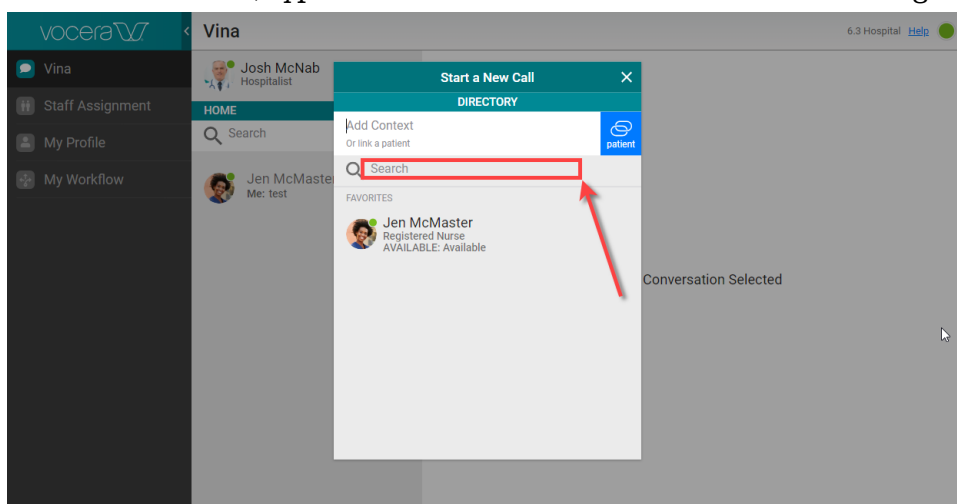 vocera
Vina
6.3 Hospital Help
Vina
Staff Assignment
My Profile
My Workflow
Josh McNab
Hospitalist
HOME
Search
Jen McMaster
Me: test
Start a New Call
DIRECTORY
Add Context
Or link a patient
patient
Search
FAVORITES
Jen McMaster
Registered Nurse
AVAILABLE: Available
Conversation Selected